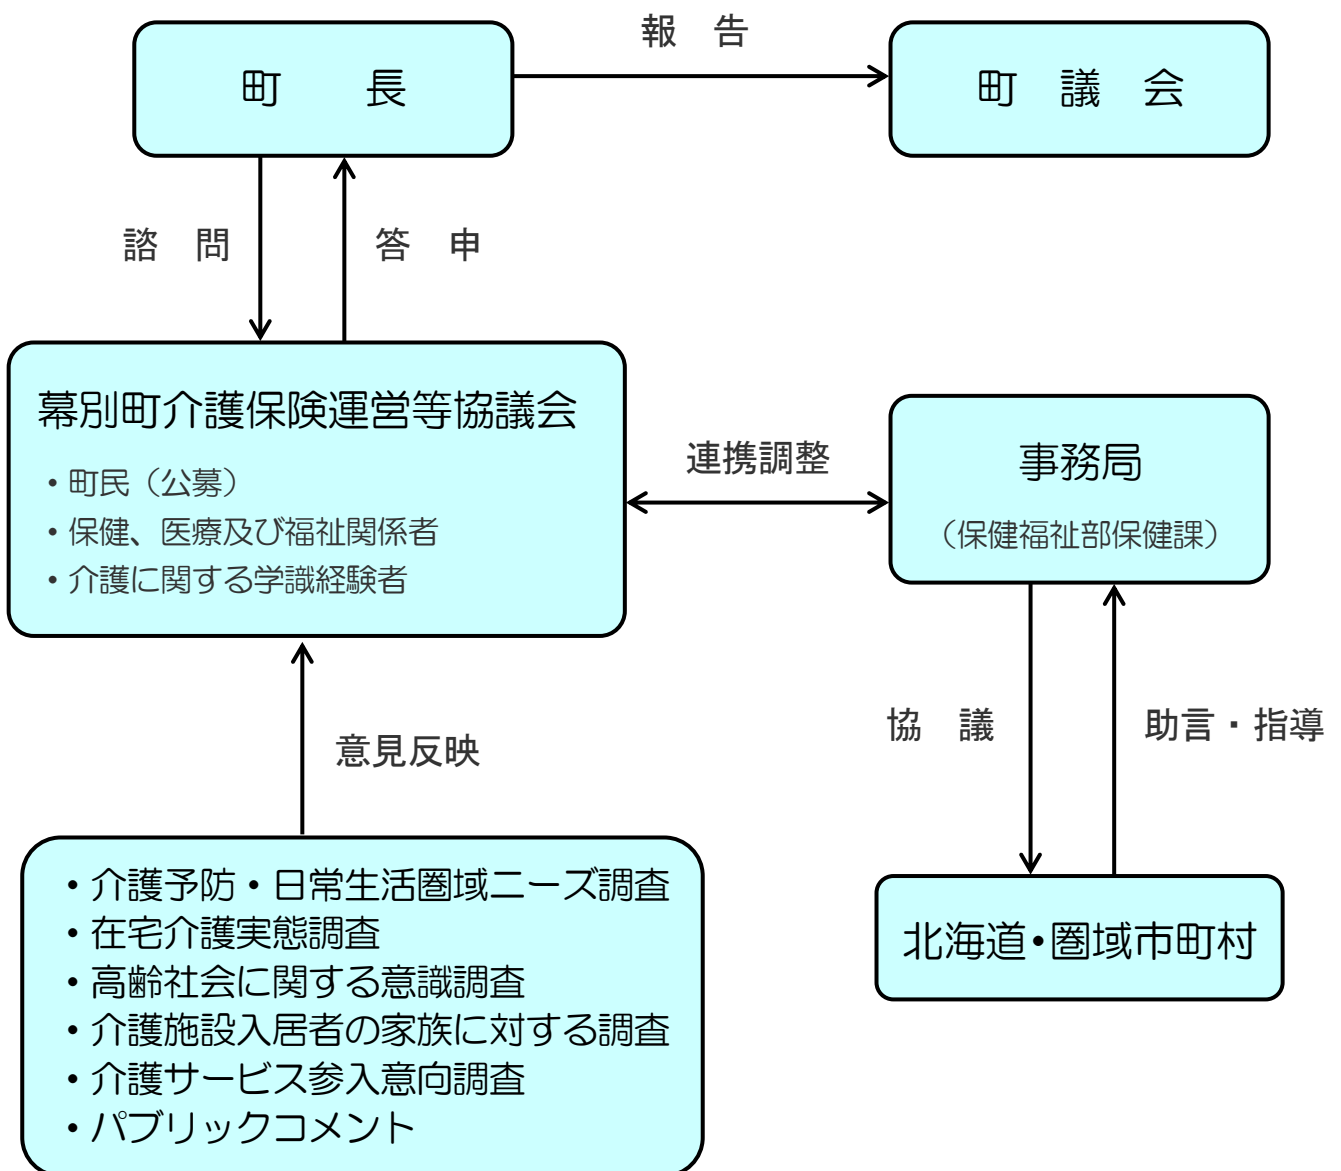 報　告
町　　長
町　議　会
諮　問
答　申
幕別町介護保険運営等協議会
・町民（公募）
・保健、医療及び福祉関係者
・介護に関する学識経験者
連携調整
事務局
（保健福祉部保健課）
意見反映
協　議
助言・指導
・介護予防・日常生活圏域ニーズ調査
・在宅介護実態調査
・高齢社会に関する意識調査
・介護施設入居者の家族に対する調査
・介護サービス参入意向調査
・パブリックコメント
北海道・圏域市町村